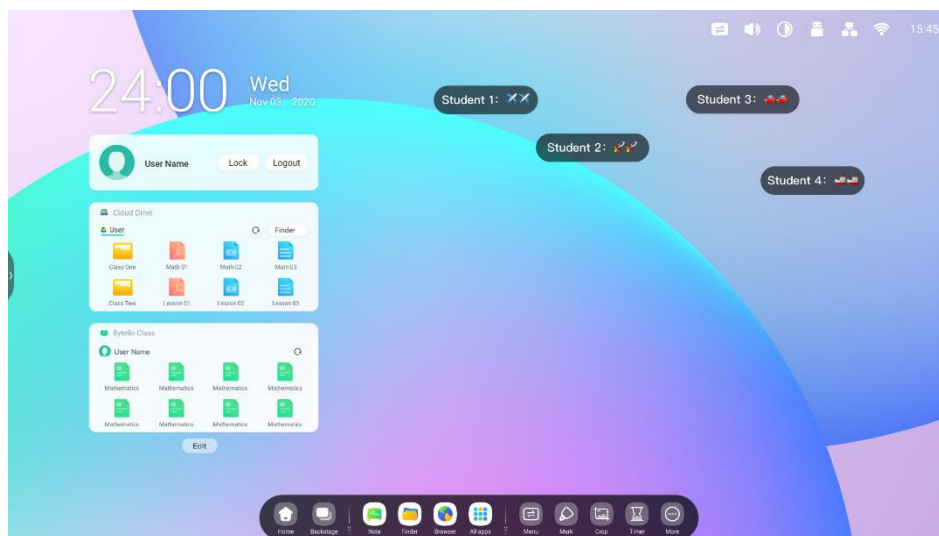 15:45
24:00
Wed
Nov 03, 2020
Student 1:
Student 3:
Student 2:
Student 4:
User Name
Lock
Logout
Cloud Drive
User
Finder
Class One
Math 01
Math 02
Math 03
Class Two
Lesson 01
Lesson 02
Lesson 03
Bytello Class
User Name
Mathematics
Mathematics
Mathematics
Mathematics
Mathematics
Mathematics
Mathematics
Mathematics
Edit
Home
Backstage
Note
Finder
Browser
All apps
Menu
Mark
Crop
Timer
More